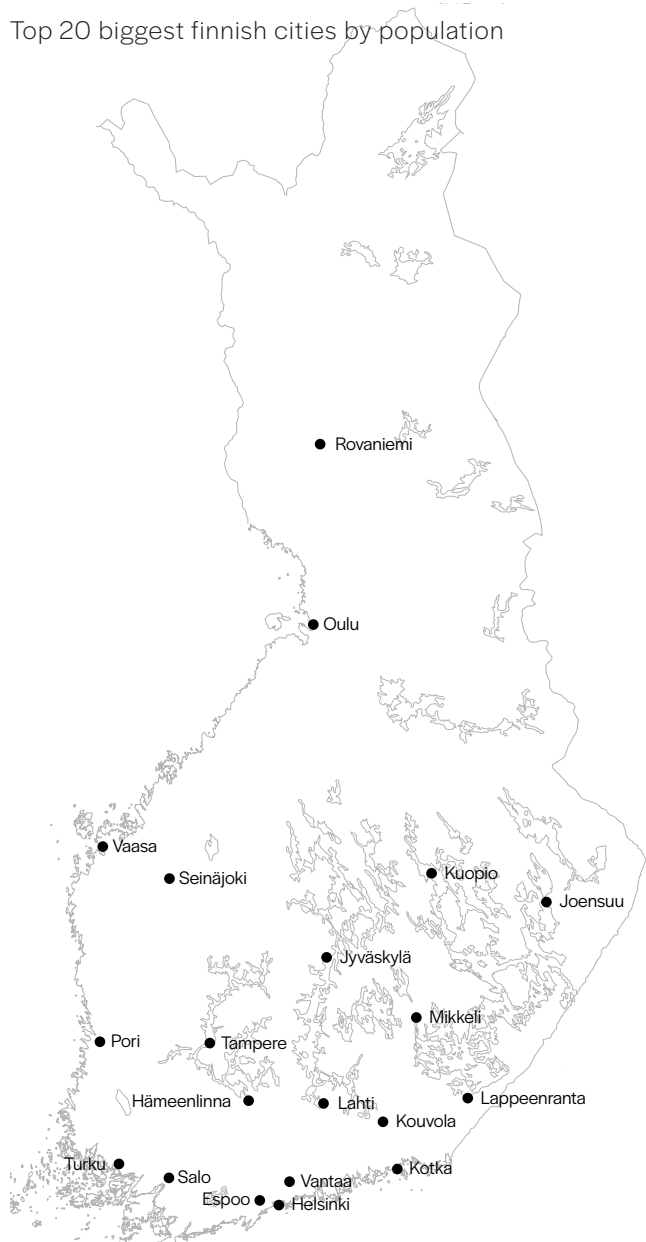 Top 20 biggest finnish cities by population
Rovaniemi
Oulu
Vaasa
Seinäjoki
Kuopio
Joensuu
Jyväskylä
Mikkeli
Pori
Tampere
Hämeenlinna
Lahti
Lappeenranta
Kouvola
Turku
Salo
Kotka
Vantaa
Espoo
Helsinki